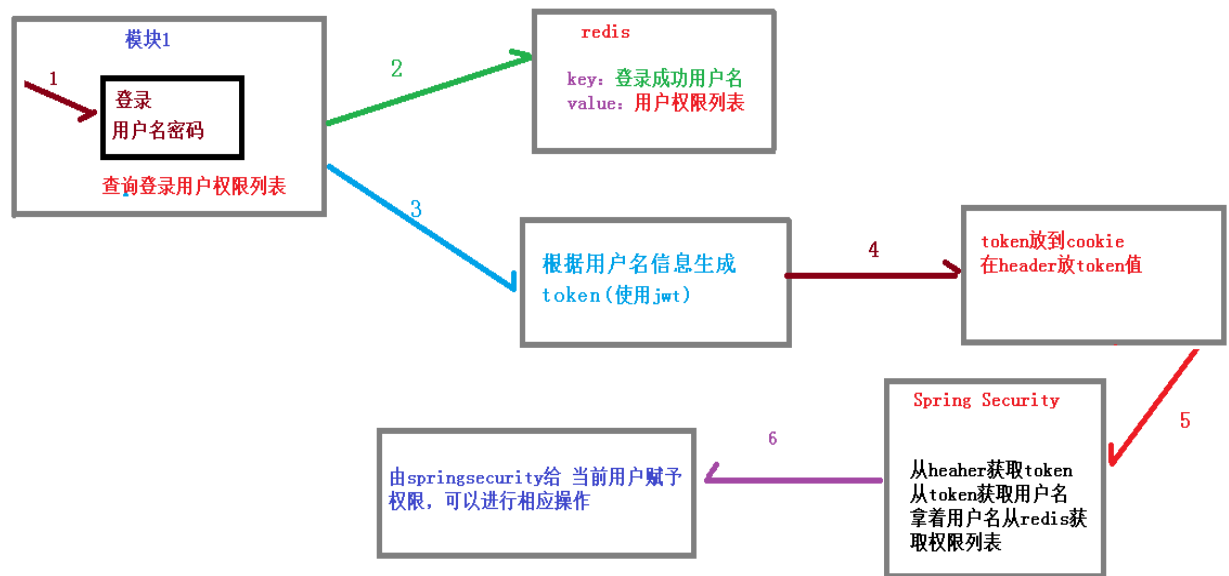 模块1
1
登录
用户名密码
查询登录用户权限列表
2
redis
key：登录成功用户名
value：用户权限列表
3
根据用户名信息生成
token(使用jwt)
4
token放到cookie
在header放token值
5
Spring Security
从heaher获取token
从token获取用户名
拿着用户名从redis获
取权限列表
6
由springsecurity给 当前用户赋予
权限，可以进行相应操作